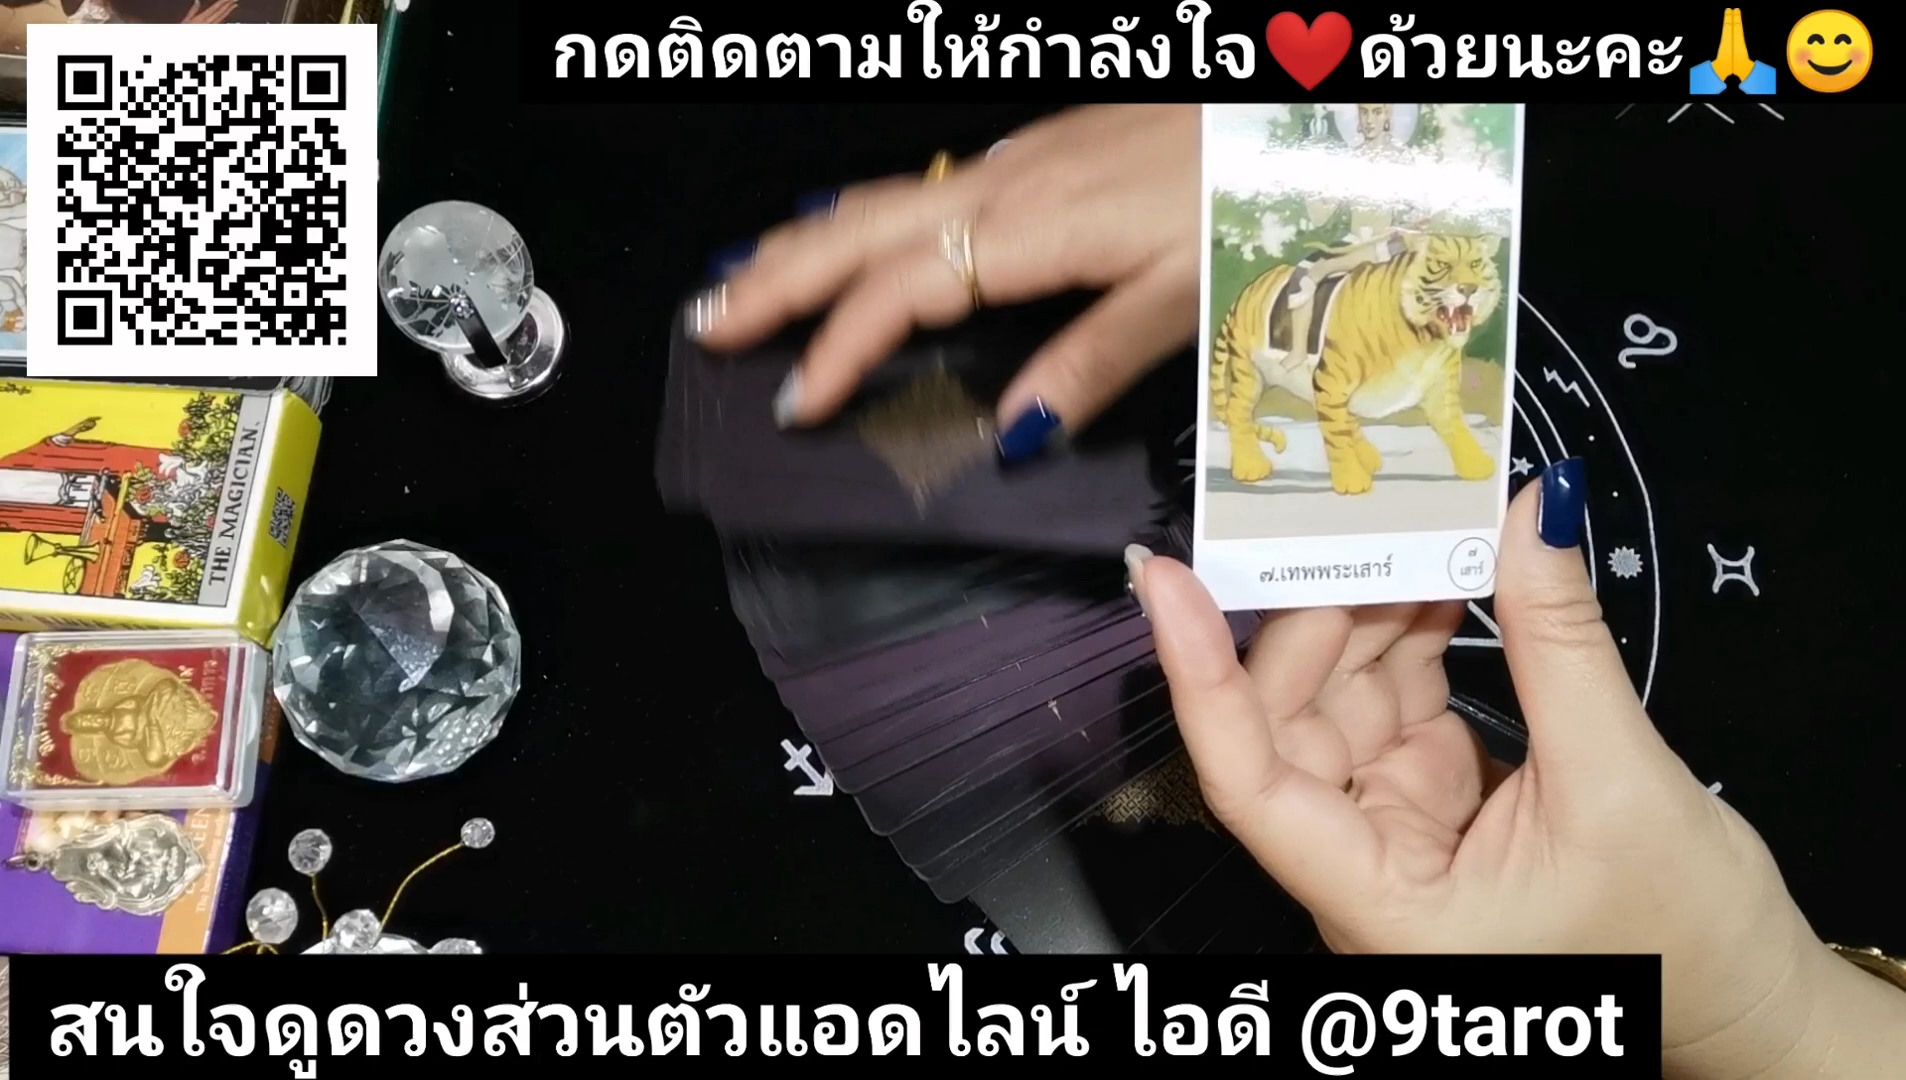 กดติดตามให้กำลังใจ❤️ด้วยนะคะ🙏😊
THE MAGICIAN.
๗.เทพพระเสาร์
๗
เสาร์
สนใจดูดวงส่วนตัวแอดไลน์ ไอดี @9tarot